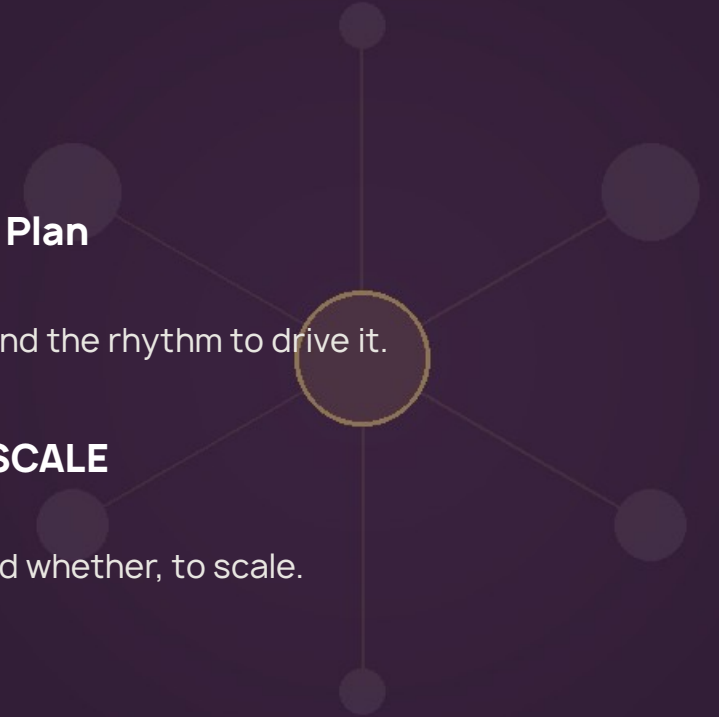 Plan
nd the rhythm to drive it.
SCALE
d whether, to scale.